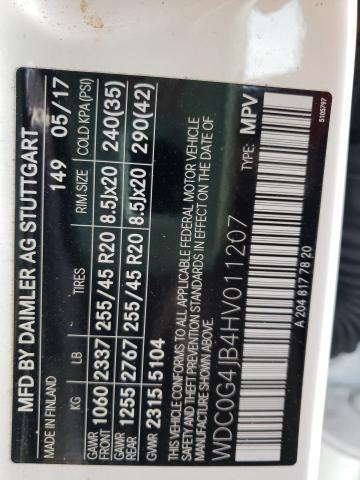 MFD BY DAIMLER AG STUTTGART
MADE IN FINLAND 149 05/17
KG LB TIRES RIM SIZE COLD KPA (PSI)
GAWR FRONT 1060 2337 255/45 R20 8.5Jx20 240(35)
GAWR REAR 1255 2767 255/45 R20 8.5Jx20 290(42)
GVWR 2315 5104
THIS VEHICLE CONFORMS TO ALL APPLICABLE FEDERAL MOTOR VEHICLE
SAFETY AND THEFT PREVENTION STANDARDS IN EFFECT ON THE DATE OF
MANUFACTURE SHOWN ABOVE.
WDC0G4JB4HV011207 TYPE: MPV
A 204 817 78 20
5105797